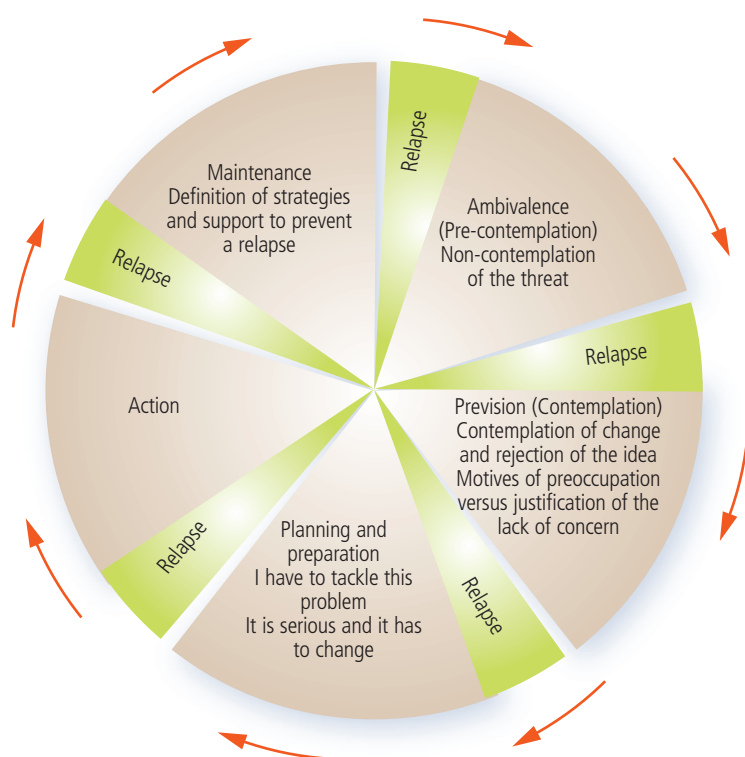 Relapse
Ambivalence
(Pre-contemplation)
Non-contemplation
of the threat
Relapse
Prevision (Contemplation)
Contemplation of change
and rejection of the idea
Motives of preoccupation
versus justification of the
lack of concern
Relapse
Planning and
preparation
I have to tackle this
problem
It is serious and it has
to change
Relapse
Action
Relapse
Maintenance
Definition of strategies
and support to prevent
a relapse